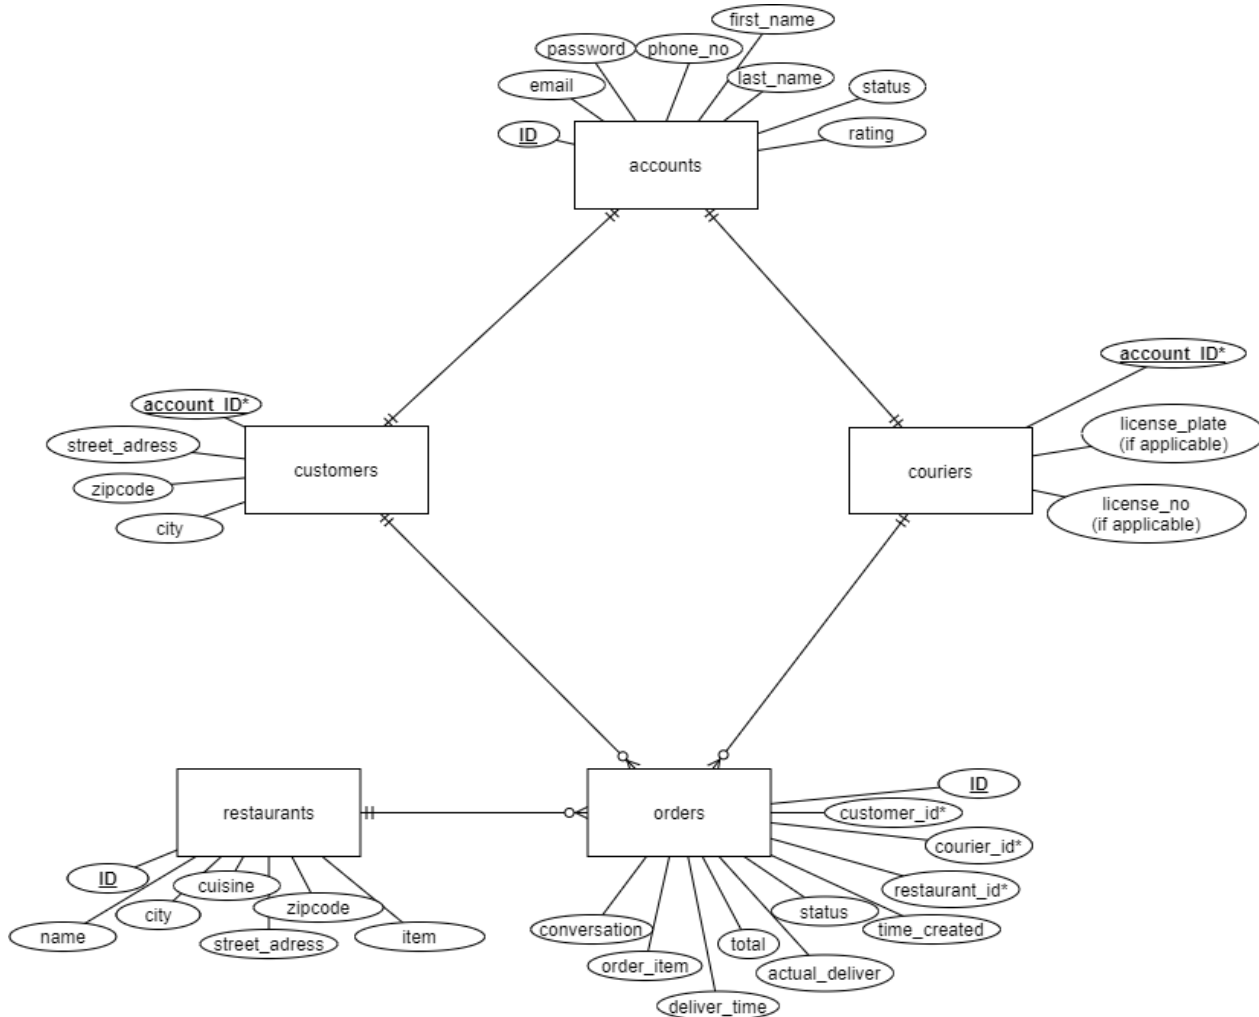 first_name
password
phone_no
last_name
email
status
ID
rating
accounts
account_ID*
account_ID*
street_adress
license_plate
(if applicable)
customers
couriers
zipcode
license_no
(if applicable)
city
ID
restaurants
orders
customer_id*
courier_id*
ID
cuisine
restaurant_id*
city
zipcode
status
name
street_adress
item
conversation
total
time_created
order_item
actual_deliver
deliver_time